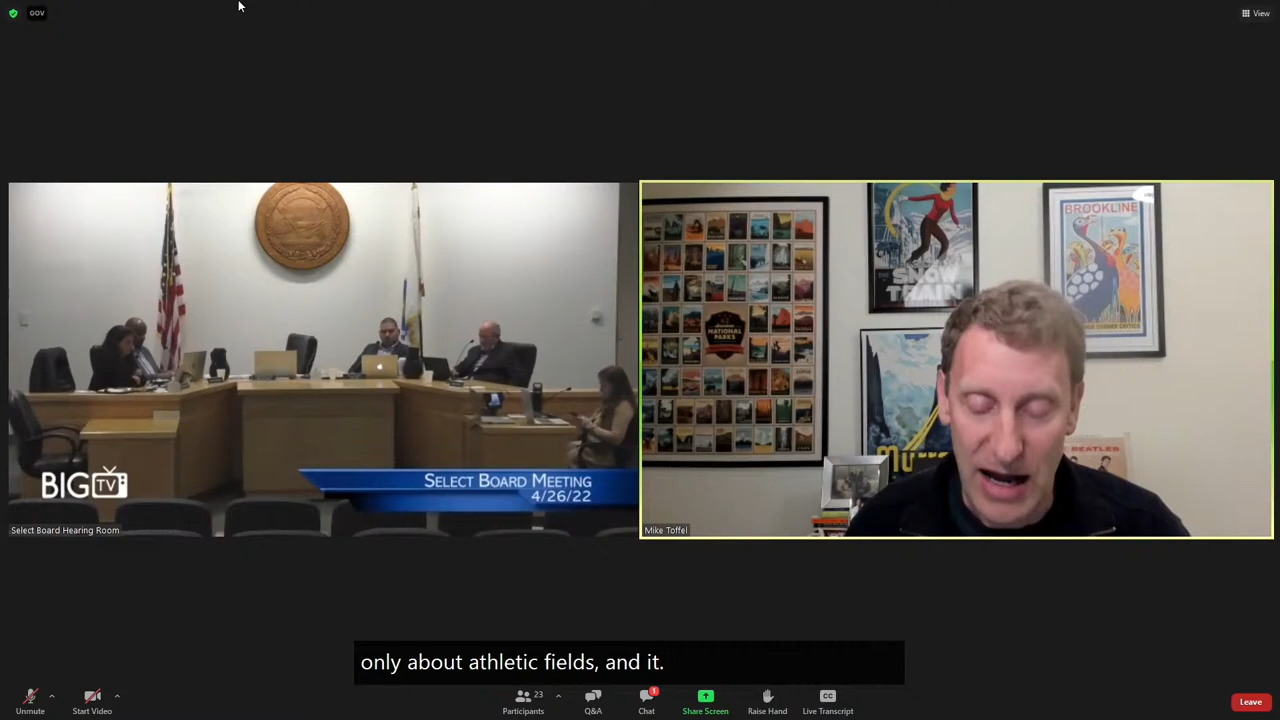 GOV
View
BIG TV
SELECT BOARD MEETING
4/26/22
Select Board Hearing Room
NATIONAL
PARKS
SNOW
TRAIN
BROOKLINE
BEATLES
Mike Toffel
only about athletic fields, and it.
Unmute
Start Video
23
Participants
Q&A
1
Chat
Share Screen
Raise Hand
CC
Live Transcript
Leave